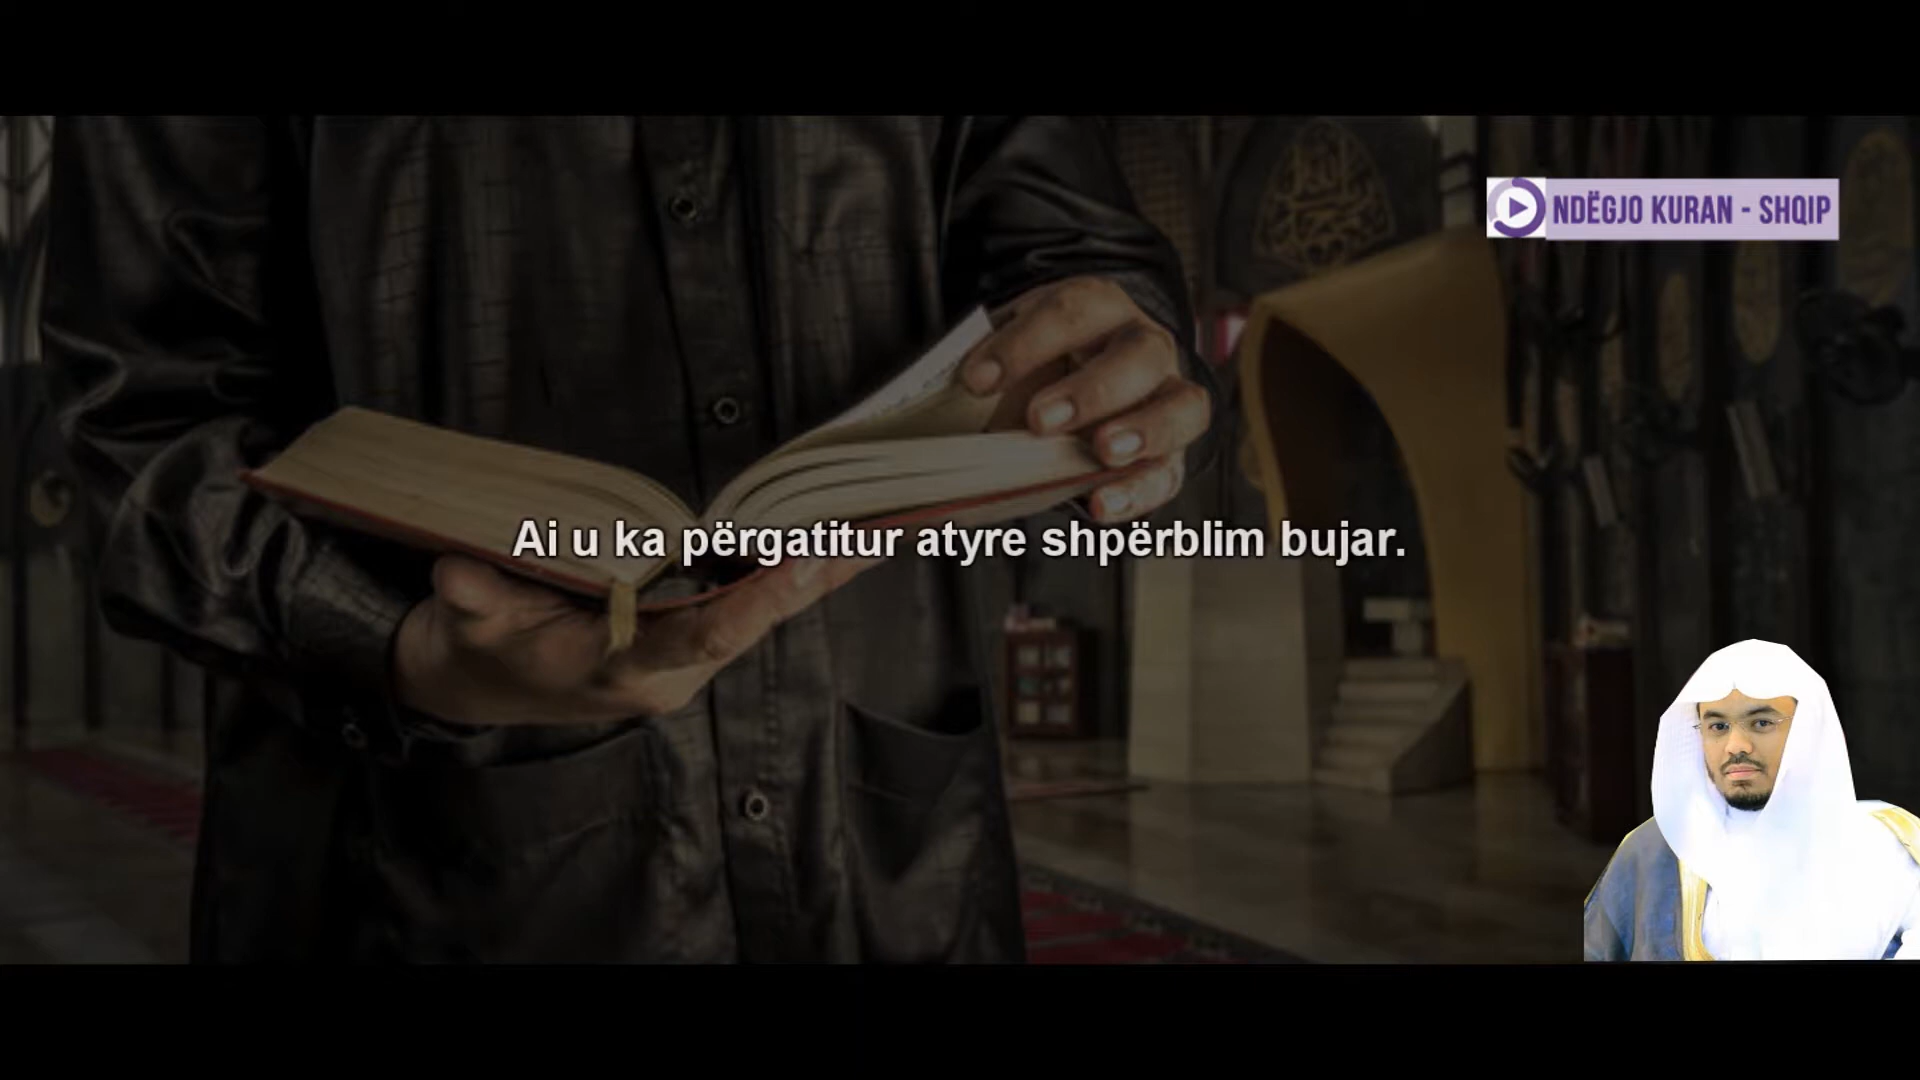 NDËGJO KURAN - SHQIP
Ai u ka përgatitur atyre shpërblim bujar.